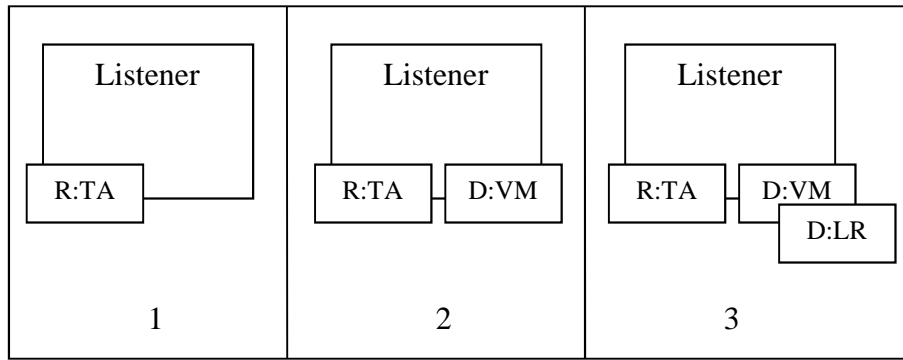 Listener
R:TA
1
Listener
R:TA D:VM
2
Listener
R:TA D:VM
D:LR
3